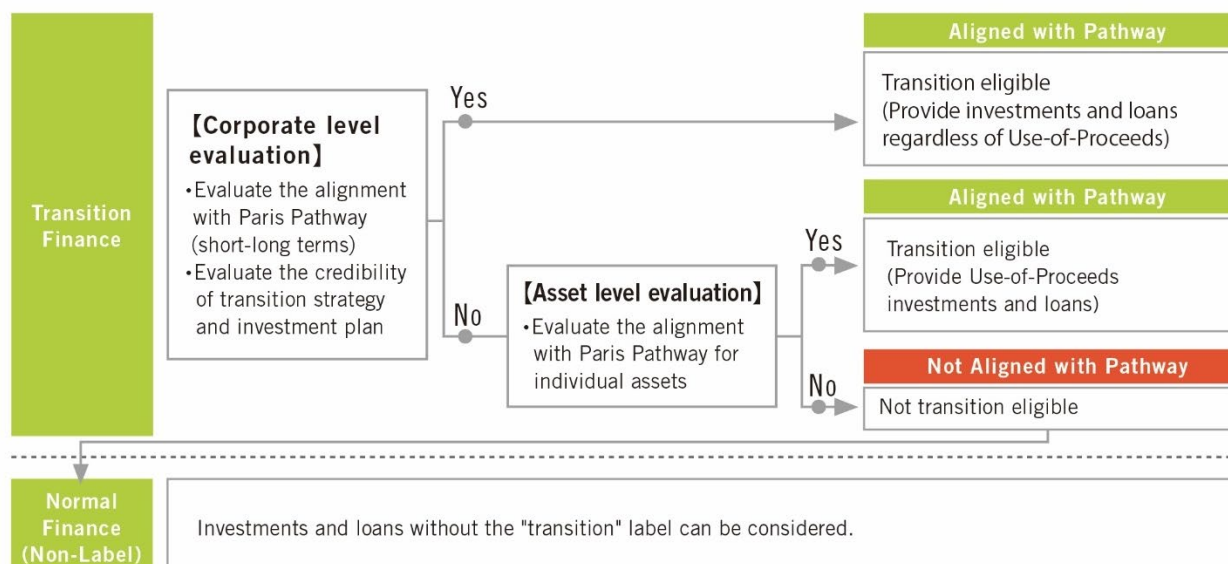 Transition
Finance
【Corporate level
evaluation】
•Evaluate the alignment
with Paris Pathway
(short-long terms)
•Evaluate the credibility
of transition strategy
and investment plan
Yes
No
【Asset level evaluation】
•Evaluate the alignment
with Paris Pathway for
individual assets
Yes
No
Aligned with Pathway
Transition eligible
(Provide investments and loans
regardless of Use-of-Proceeds)
Aligned with Pathway
Transition eligible
(Provide Use-of-Proceeds
investments and loans)
Not Aligned with Pathway
Not transition eligible
Normal
Finance
(Non-Label)
Investments and loans without the "transition" label can be considered.